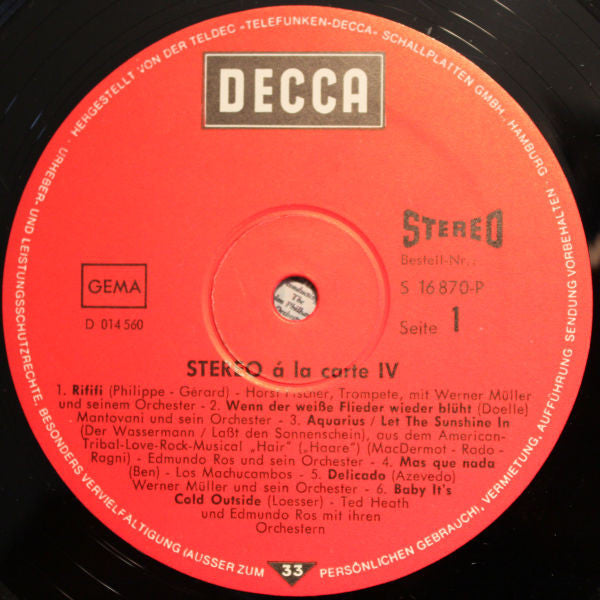 HERGESTELLT VON DER TELDEC »TELEFUNKEN-DECCA« SCHALLPLATTEN GMBH · HAMBURG
DECCA
STEREO
Bestell-Nr.:
S 16 870-P
Seite 1
GEMA
D 014 560
STEREO á la carte IV
1. Rififi (Philippe - Gérard) - Horst Fischer, Trompete, mit Werner Müller
und seinem Orchester - 2. Wenn der weiße Flieder wieder blüht (Doelle)
Mantovani und sein Orchester - 3. Aquarius / Let The Sunshine In
(Der Wassermann / Laßt den Sonnenschein), aus dem American-
Tribal-Love-Rock-Musical „Hair" („Haare") (MacDermot - Rado -
Ragni) - Edmundo Ros und sein Orchester - 4. Mas que nada
(Ben) - Los Machucambos - 5. Delicado (Azevedo)
Werner Müller und sein Orchester - 6. Baby It's
Cold Outside (Loesser) - Ted Heath
und Edmundo Ros mit ihren
Orchestern
URHEBER- UND LEISTUNGSSCHUTZRECHTE, BESONDERS VERVIELFÄLTIGUNG (AUSSER ZUM PERSÖNLICHEN GEBRAUCH), VERMIETUNG, AUFFÜHRUNG, SENDUNG VORBEHALTEN
33
The